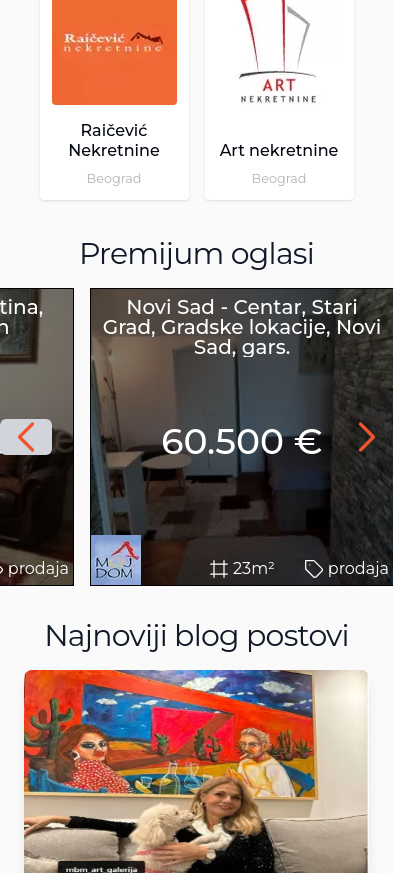 Raičević
nekretnine
ART
NEKRETNINE
Raičević
Nekretnine
Art nekretnine
Beograd
Beograd
Premijum oglasi
tina,
n
Novi Sad - Centar, Stari
Grad, Gradske lokacije, Novi
Sad, gars.
€
60.500 €
MOJ
DOM
prodaja
23m²
prodaja
Najnoviji blog postovi
mbm_art_galerija